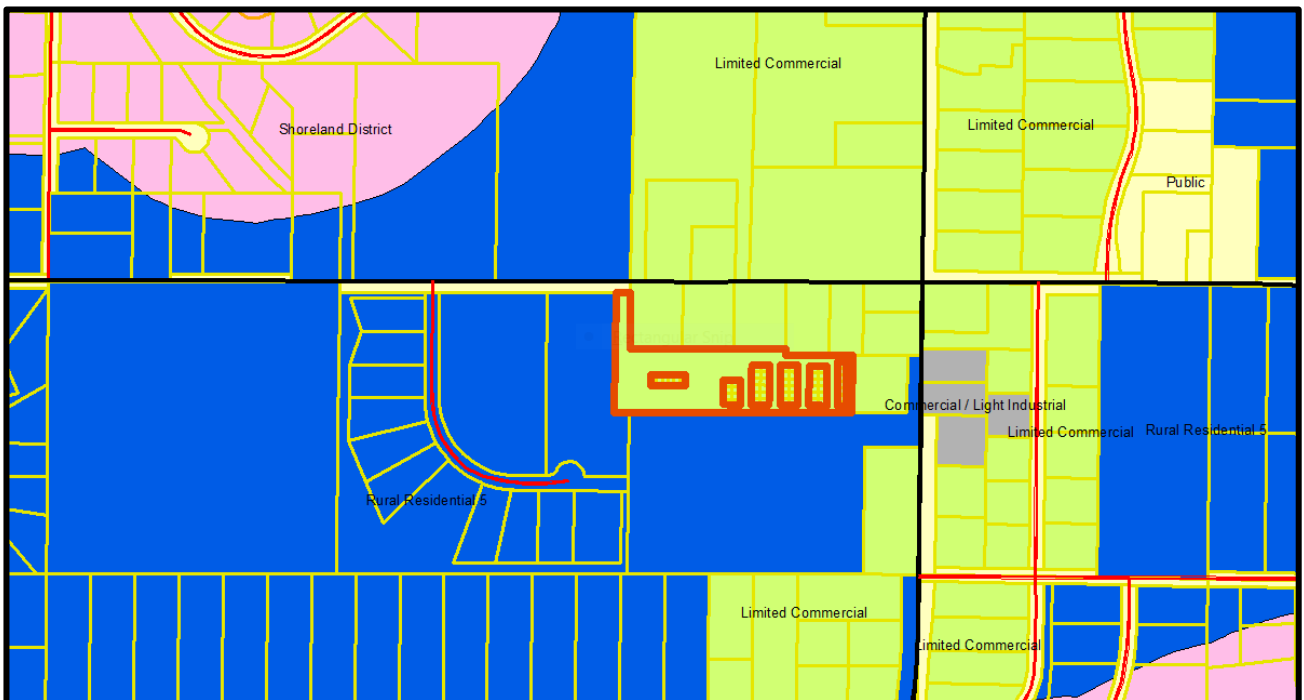 Limited Commercial
Shoreland District
Limited Commercial
Public
Commercial / Light Industrial
Limited Commercial
Rural Residential 5
Rural Residential 5
Limited Commercial
Limited Commercial